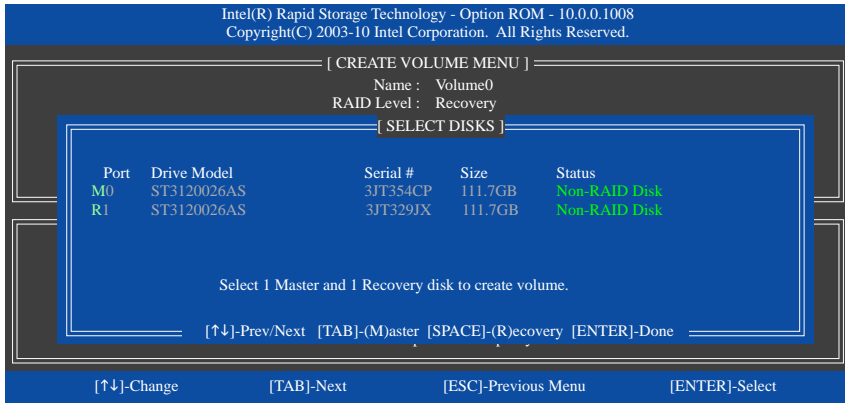 Intel(R) Rapid Storage Technology - Option ROM - 10.0.0.1008
Copyright(C) 2003-10 Intel Corporation. All Rights Reserved.
[ CREATE VOLUME MENU ]
Name : Volume0
RAID Level : Recovery
[ SELECT DISKS ]
Port Drive Model Serial # Size Status
M0 ST3120026AS 3JT354CP 111.7GB Non-RAID Disk
R1 ST3120026AS 3JT329JX 111.7GB Non-RAID Disk
Select 1 Master and 1 Recovery disk to create volume.
[↑↓]-Prev/Next [TAB]-(M)aster [SPACE]-(R)ecovery [ENTER]-Done
[↑↓]-Change [TAB]-Next [ESC]-Previous Menu [ENTER]-Select